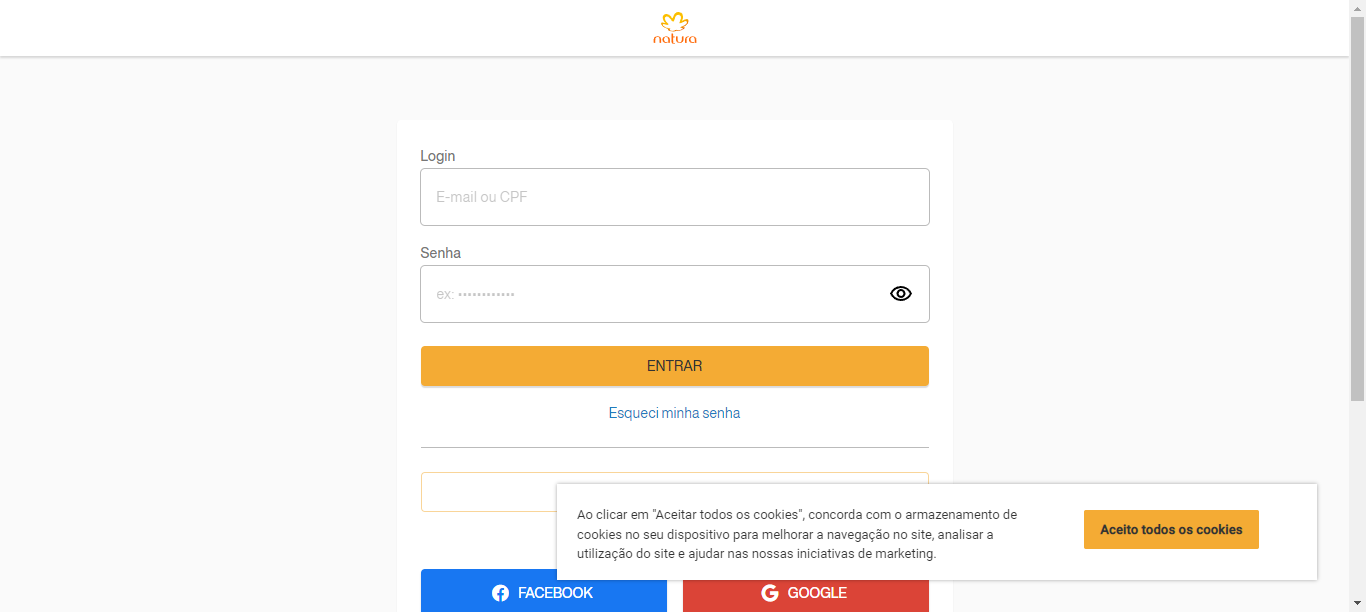 natura
Login
E-mail ou CPF
Senha
ex: ••••••••••••
ENTRAR
Esqueci minha senha
Ao clicar em "Aceitar todos os cookies", concorda com o armazenamento de
cookies no seu dispositivo para melhorar a navegação no site, analisar a
utilização do site e ajudar nas nossas iniciativas de marketing.
Aceito todos os cookies
FACEBOOK
GOOGLE